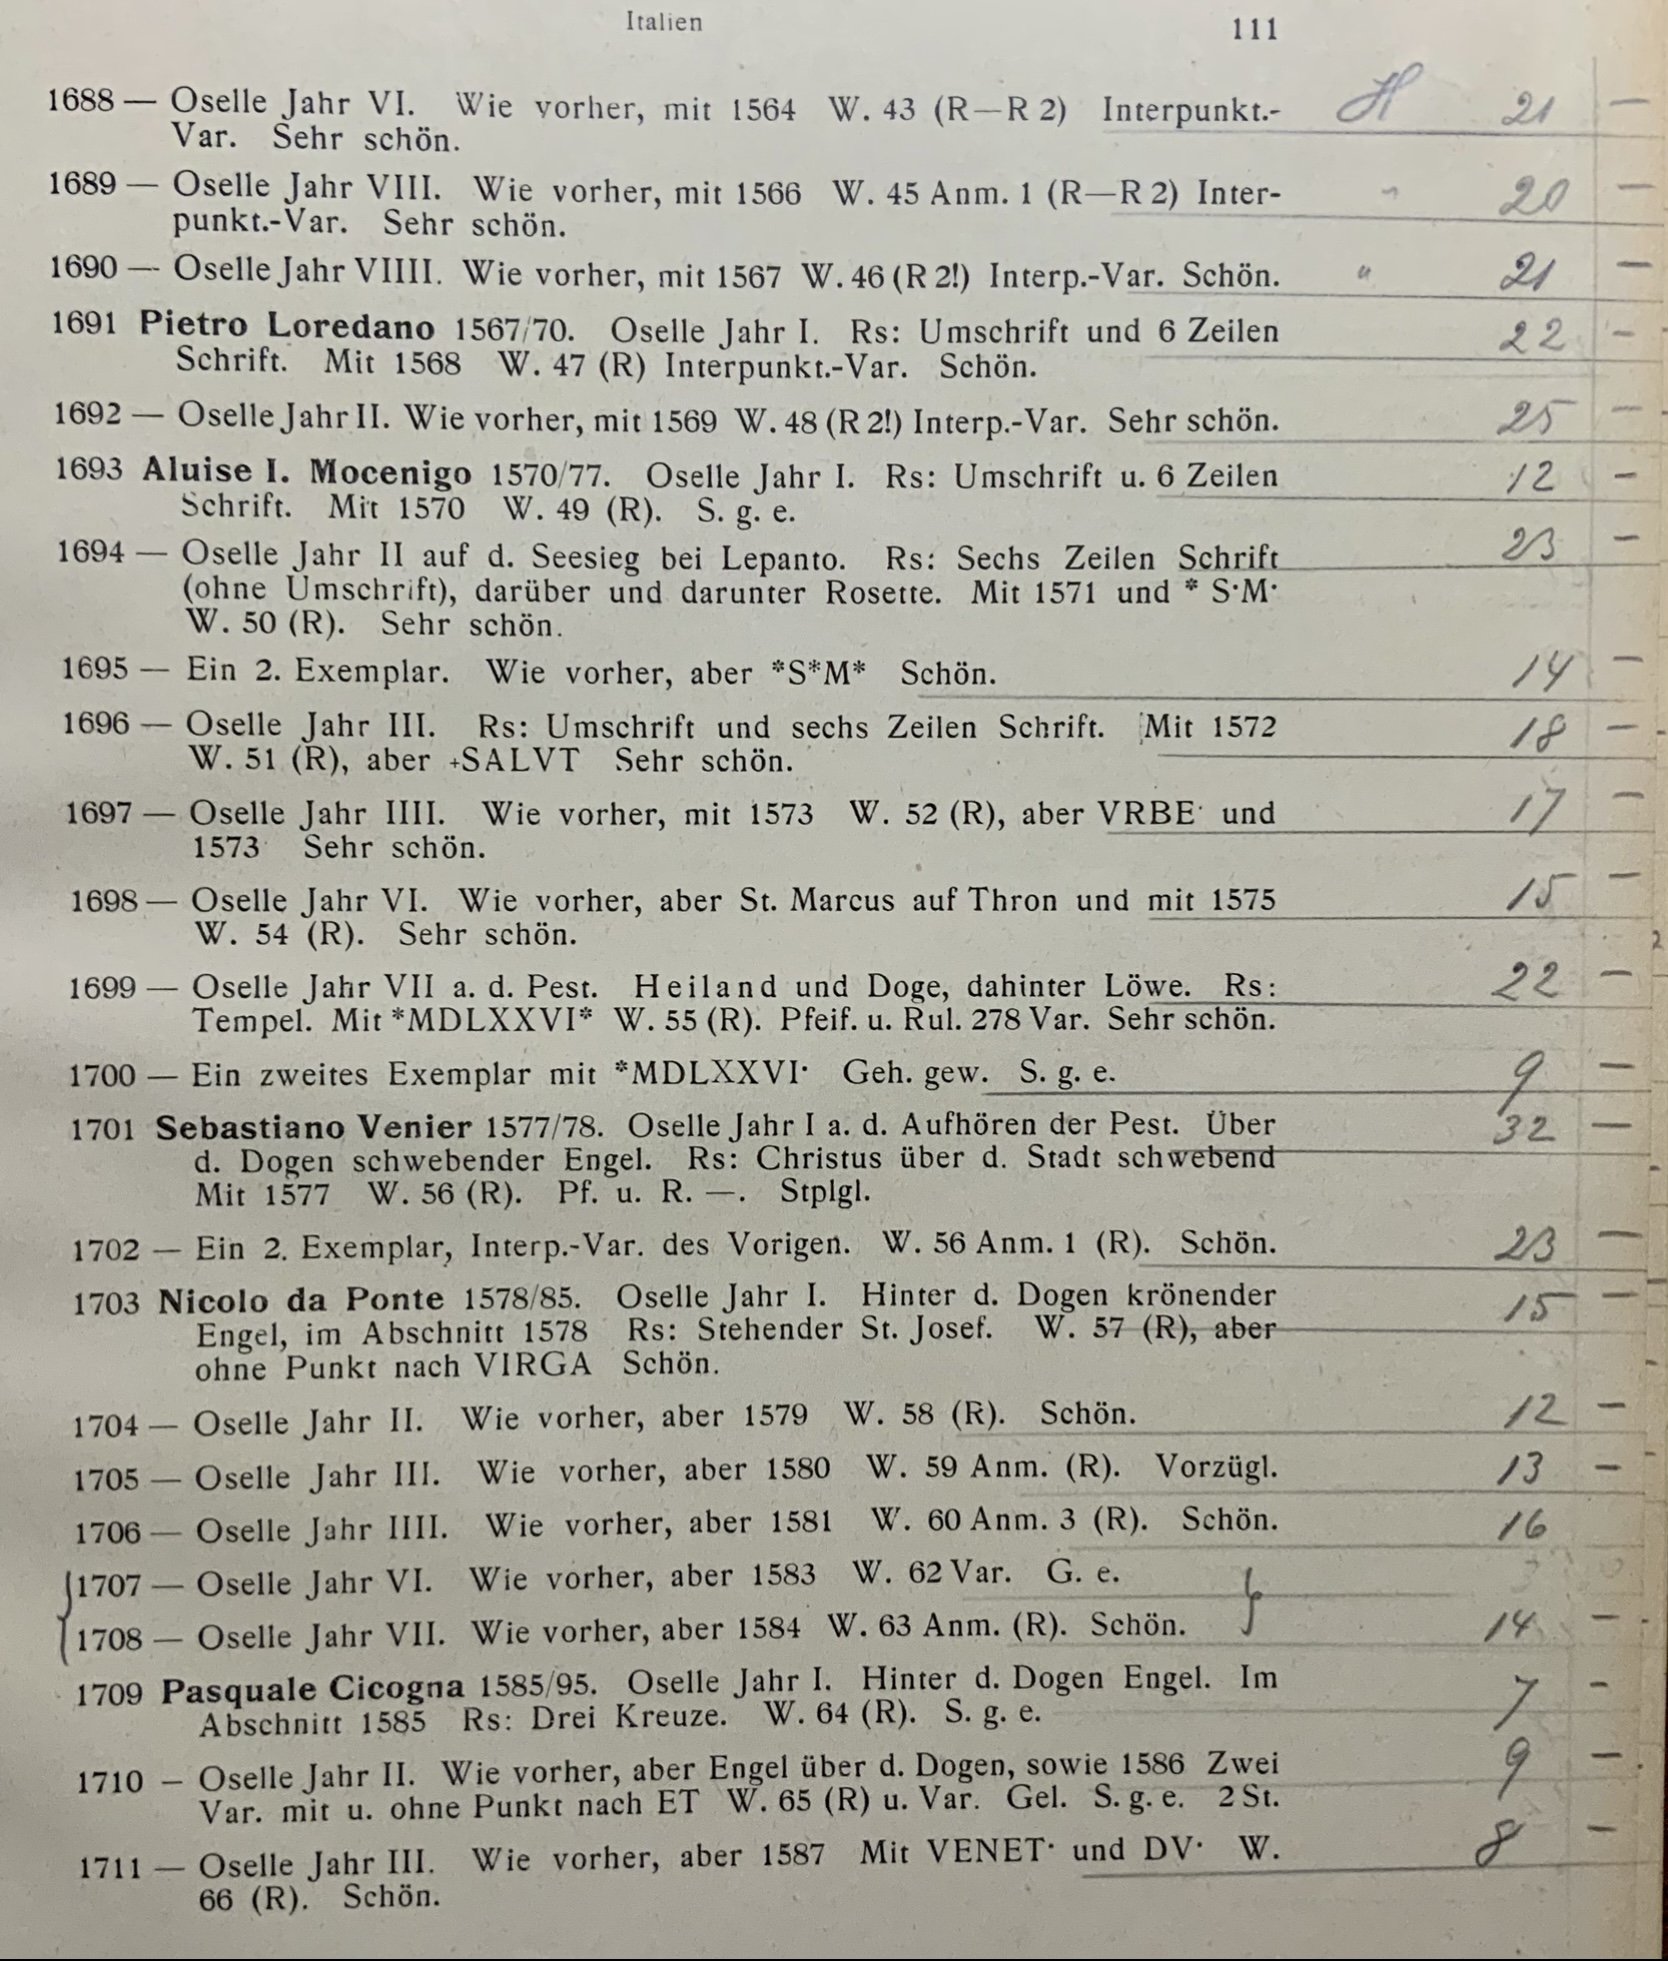 Italien 111
1688 — Oselle Jahr VI. Wie vorher, mit 1564 W. 43 (R—R 2) Interpunkt.- H 21 —
Var. Sehr schön.
1689 — Oselle Jahr VIII. Wie vorher, mit 1566 W. 45 Anm. 1 (R—R 2) Inter- " 20 —
punkt.-Var. Sehr schön.
1690 — Oselle Jahr VIIII. Wie vorher, mit 1567 W. 46 (R 2!) Interp.-Var. Schön. " 21 —
1691 Pietro Loredano 1567/70. Oselle Jahr I. Rs: Umschrift und 6 Zeilen 22 —
Schrift. Mit 1568 W. 47 (R) Interpunkt.-Var. Schön.
1692 — Oselle Jahr II. Wie vorher, mit 1569 W. 48 (R 2!) Interp.-Var. Sehr schön. 25 —
1693 Aluise I. Mocenigo 1570/77. Oselle Jahr I. Rs: Umschrift u. 6 Zeilen 12 —
Schrift. Mit 1570 W. 49 (R). S. g. e.
1694 — Oselle Jahr II auf d. Seesieg bei Lepanto. Rs: Sechs Zeilen Schrift 23 —
(ohne Umschrift), darüber und darunter Rosette. Mit 1571 und * S·M·
W. 50 (R). Sehr schön.
1695 — Ein 2. Exemplar. Wie vorher, aber *S*M* Schön. 14 —
1696 — Oselle Jahr III. Rs: Umschrift und sechs Zeilen Schrift. Mit 1572 18 —
W. 51 (R), aber +SALVT Sehr schön.
1697 — Oselle Jahr IIII. Wie vorher, mit 1573 W. 52 (R), aber VRBE· und 17 —
1573· Sehr schön.
1698 — Oselle Jahr VI. Wie vorher, aber St. Marcus auf Thron und mit 1575 15 —
W. 54 (R). Sehr schön.
1699 — Oselle Jahr VII a. d. Pest. Heiland und Doge, dahinter Löwe. Rs: 22 —
Tempel. Mit *MDLXXVI* W. 55 (R). Pfeif. u. Rul. 278 Var. Sehr schön.
1700 — Ein zweites Exemplar mit *MDLXXVI· Geh. gew. S. g. e. 9 —
1701 Sebastiano Venier 1577/78. Oselle Jahr I a. d. Aufhören der Pest. Über 32 —
d. Dogen schwebender Engel. Rs: Christus über d. Stadt schwebend
Mit 1577 W. 56 (R). Pf. u. R. —. Stplgl.
1702 — Ein 2. Exemplar, Interp.-Var. des Vorigen. W. 56 Anm. 1 (R). Schön. 23 —
1703 Nicolo da Ponte 1578/85. Oselle Jahr I. Hinter d. Dogen krönender 15 —
Engel, im Abschnitt 1578 Rs: Stehender St. Josef. W. 57 (R), aber
ohne Punkt nach VIRGA Schön.
1704 — Oselle Jahr II. Wie vorher, aber 1579 W. 58 (R). Schön. 12 —
1705 — Oselle Jahr III. Wie vorher, aber 1580 W. 59 Anm. (R). Vorzügl. 13 —
1706 — Oselle Jahr IIII. Wie vorher, aber 1581 W. 60 Anm. 3 (R). Schön. 16
1707 — Oselle Jahr VI. Wie vorher, aber 1583 W. 62 Var. G. e.
1708 — Oselle Jahr VII. Wie vorher, aber 1584 W. 63 Anm. (R). Schön. 14 —
1709 Pasquale Cicogna 1585/95. Oselle Jahr I. Hinter d. Dogen Engel. Im 7 —
Abschnitt 1585 Rs: Drei Kreuze. W. 64 (R). S. g. e.
1710 — Oselle Jahr II. Wie vorher, aber Engel über d. Dogen, sowie 1586 Zwei 9 —
Var. mit u. ohne Punkt nach ET W. 65 (R) u. Var. Gel. S. g. e. 2 St.
1711 — Oselle Jahr III. Wie vorher, aber 1587 Mit VENET· und DV· W. 8 —
66 (R). Schön.